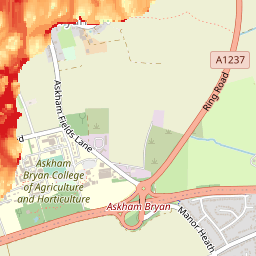 A1237
Ring Road
Askham Fields Lane
Askham
Bryan College
of Agriculture
and Horticulture
Askham Bryan
Manor Heath